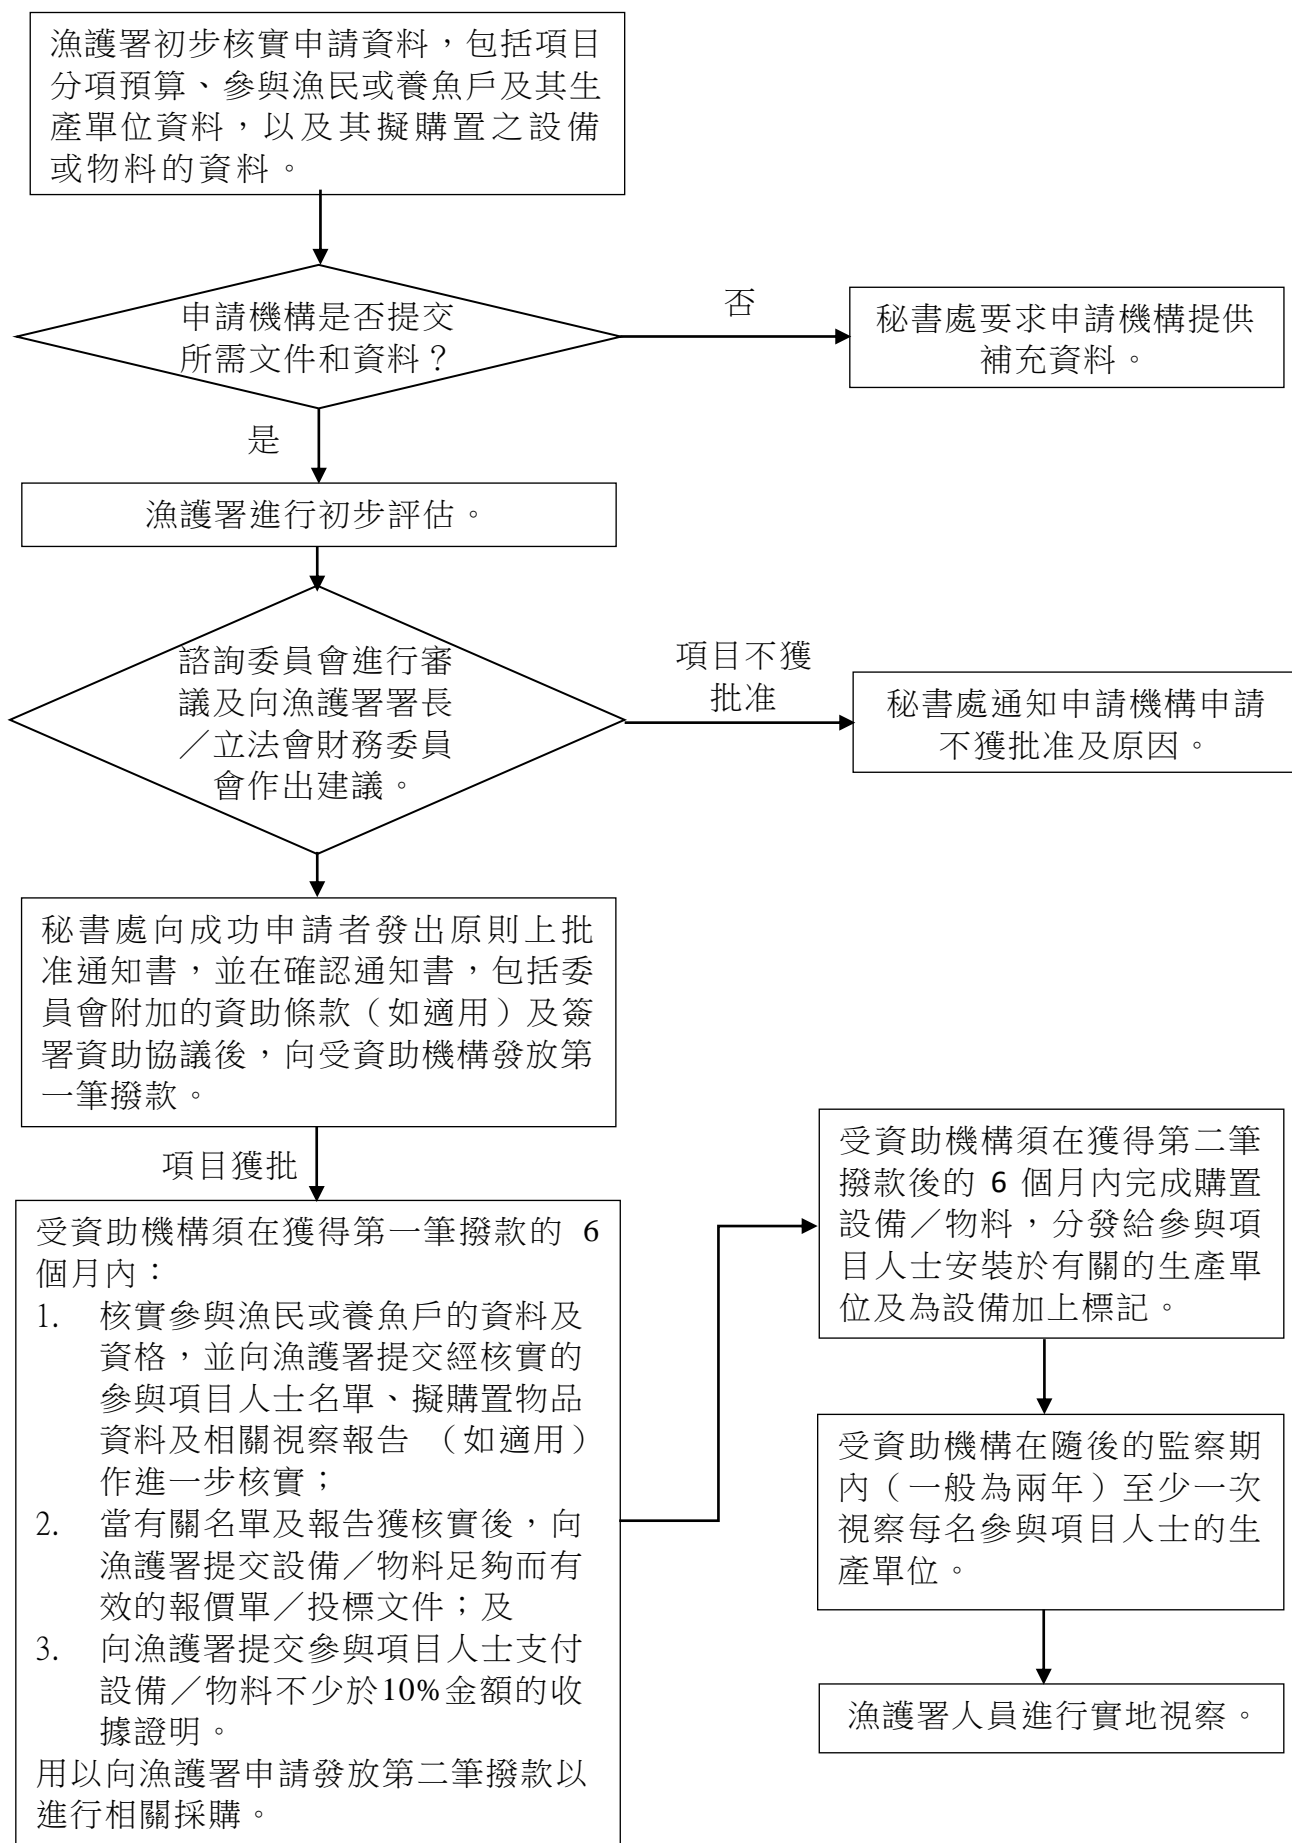 漁護署初步核實申請資料，包括項目
分項預算、參與漁民或養魚戶及其生
產單位資料，以及其擬購置之設備
或物料的資料。
申請機構是否提交
所需文件和資料？
否
秘書處要求申請機構提供
補充資料。
是
漁護署進行初步評估。
諮詢委員會進行審
議及向漁護署署長
／立法會財務委員
會作出建議。
項目不獲
批准
秘書處通知申請機構申請
不獲批准及原因。
秘書處向成功申請者發出原則上批
准通知書，並在確認通知書，包括委
員會附加的資助條款（如適用）及簽
署資助協議後，向受資助機構發放第
一筆撥款。
項目獲批
受資助機構須在獲得第一筆撥款的 6
個月內：
1. 核實參與漁民或養魚戶的資料及
資格，並向漁護署提交經核實的
參與項目人士名單、擬購置物品
資料及相關視察報告 （如適用）
作進一步核實；
2. 當有關名單及報告獲核實後，向
漁護署提交設備／物料足夠而有
效的報價單／投標文件；及
3. 向漁護署提交參與項目人士支付
設備／物料不少於10%金額的收
據證明。
用以向漁護署申請發放第二筆撥款以
進行相關採購。
受資助機構須在獲得第二筆
撥款後的 6 個月內完成購置
設備／物料，分發給參與項
目人士安裝於有關的生產單
位及為設備加上標記。
受資助機構在隨後的監察期
內（一般為兩年）至少一次
視察每名參與項目人士的生
產單位。
漁護署人員進行實地視察。